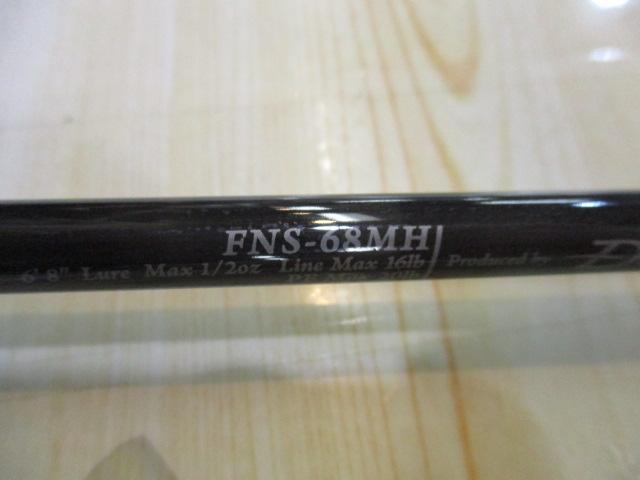 FNS-68MH
6'8" Lure Max 1/2oz Line Max 16lb Produced by